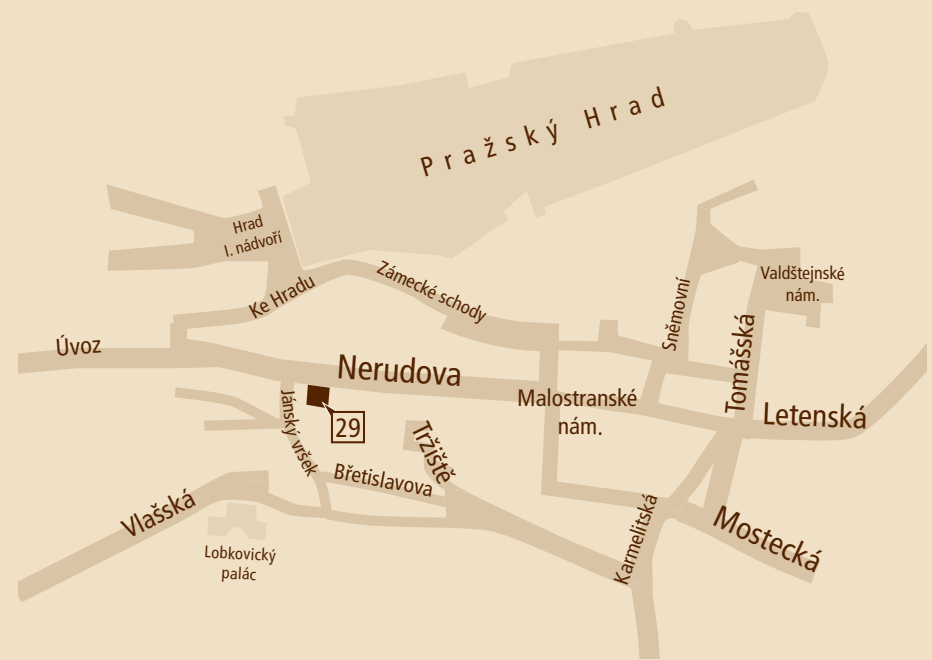 Pražský Hrad
Hrad
I. nádvoří
Ke Hradu
Zámecké schody
Sněmovní
Valdštejnské
nám.
Tomášská
Úvoz
Nerudova
Malostranské
nám.
Letenská
29
Jánský vršek
Tržiště
Břetislavova
Vlašská
Lobkovický
palác
Karmelitská
Mostecká